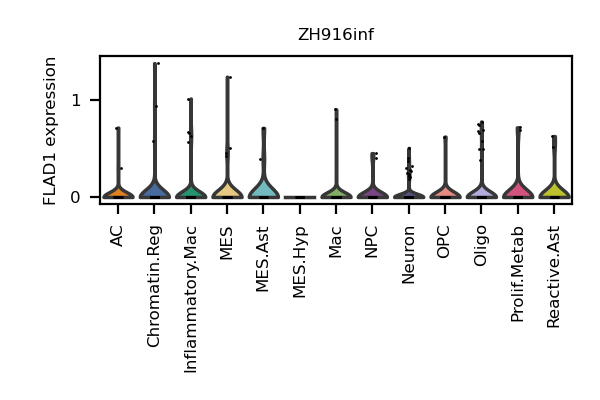 ZH916inf
FLAD1 expression
1
0
AC
Chromatin.Reg
Inflammatory.Mac
MES
MES.Ast
MES.Hyp
Mac
NPC
Neuron
OPC
Oligo
Prolif.Metab
Reactive.Ast